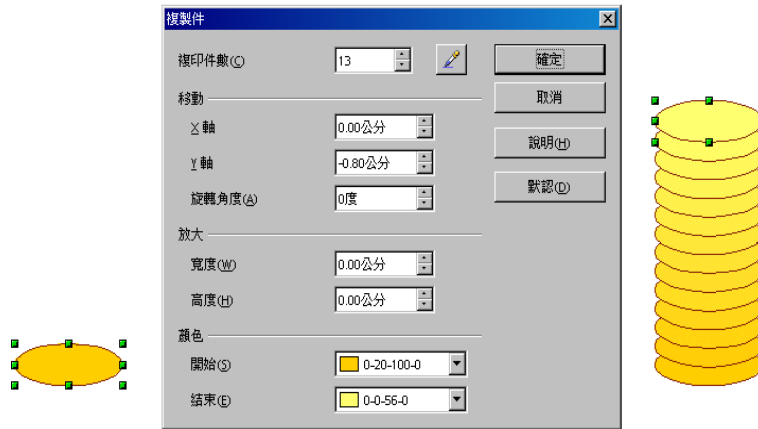 複製件
複印件數(C) 13 確定
移動 取消
X 軸 0.00公分
說明(H)
Y 軸 -0.80公分
旋轉角度(A) 0度 默認(D)
放大
寬度(W) 0.00公分
高度(H) 0.00公分
顏色
開始(S) 0-20-100-0
結束(E) 0-0-56-0